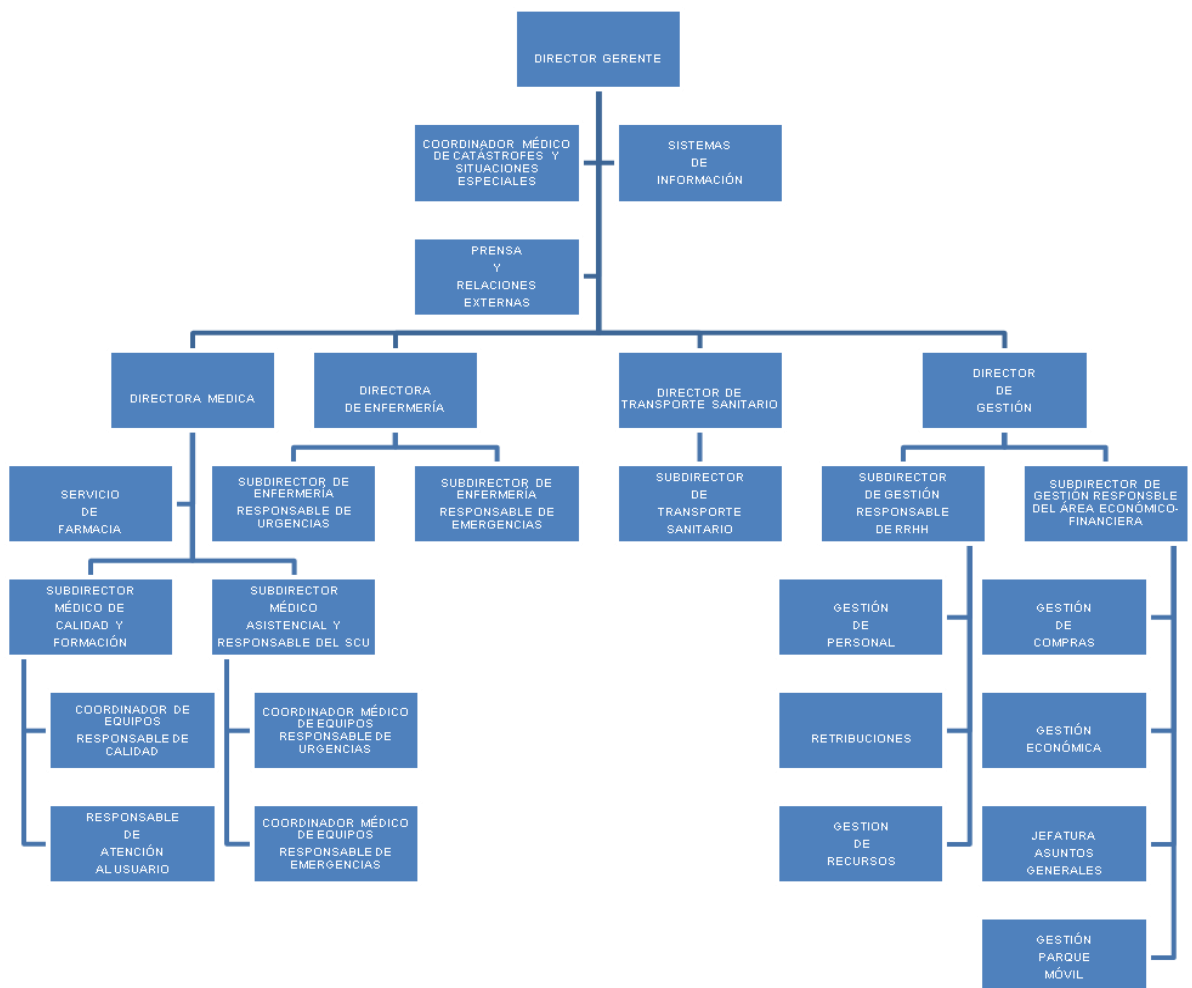 DIRECTOR GERENTE
COORDINADOR MÉDICO
DE CATÁSTROFES Y
SITUACIONES
ESPECIALES
SISTEMAS
DE
INFORMACIÓN
PRENSA
Y
RELACIONES
EXTERNAS
DIRECTORA MEDICA
DIRECTORA
DE ENFERMERÍA
DIRECTOR DE
TRANSPORTE SANITARIO
DIRECTOR
DE
GESTIÓN
SERVICIO
DE
FARMACIA
SUBDIRECTOR DE
ENFERMERÍA
RESPONSABLE DE
URGENCIAS
SUBDIRECTOR DE
ENFERMERÍA
RESPONSABLE DE
EMERGENCIAS
SUBDIRECTOR
DE
TRANSPORTE
SANITARIO
SUBDIRECTOR
DE GESTIÓN
RESPONSABLE
DE RRHH
SUBDIRECTOR DE
GESTIÓN RESPONSBLE
DEL ÁREA ECONÓMICO-
FINANCIERA
SUBDIRECTOR
MÉDICO DE
CALIDAD Y
FORMACIÓN
SUBDIRECTOR
MÉDICO
ASISTENCIAL Y
RESPONSABLE DEL SCU
GESTIÓN
DE
PERSONAL
GESTIÓN
DE
COMPRAS
COORDINADOR DE
EQUIPOS
RESPONSABLE DE
CALIDAD
COORDINADOR MÉDICO
DE EQUIPOS
RESPONSABLE DE
URGENCIAS
RETRIBUCIONES
GESTIÓN
ECONÓMICA
RESPONSABLE
DE
ATENCIÓN
AL USUARIO
COORDINADOR MÉDICO
DE EQUIPOS
RESPONSABLE DE
EMERGENCIAS
GESTION
DE
RECURSOS
JEFATURA
ASUNTOS
GENERALES
GESTIÓN
PARQUE
MÓVIL